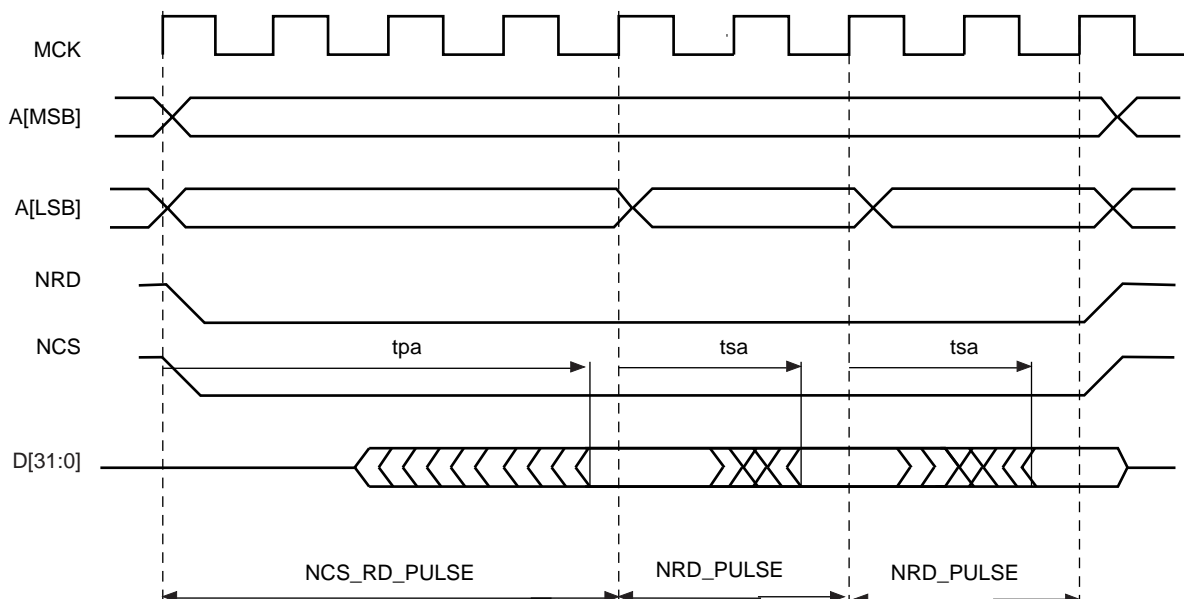 MCK
A[MSB]
A[LSB]
NRD
NCS
tpa
tsa
tsa
D[31:0]
NCS_RD_PULSE
NRD_PULSE
NRD_PULSE